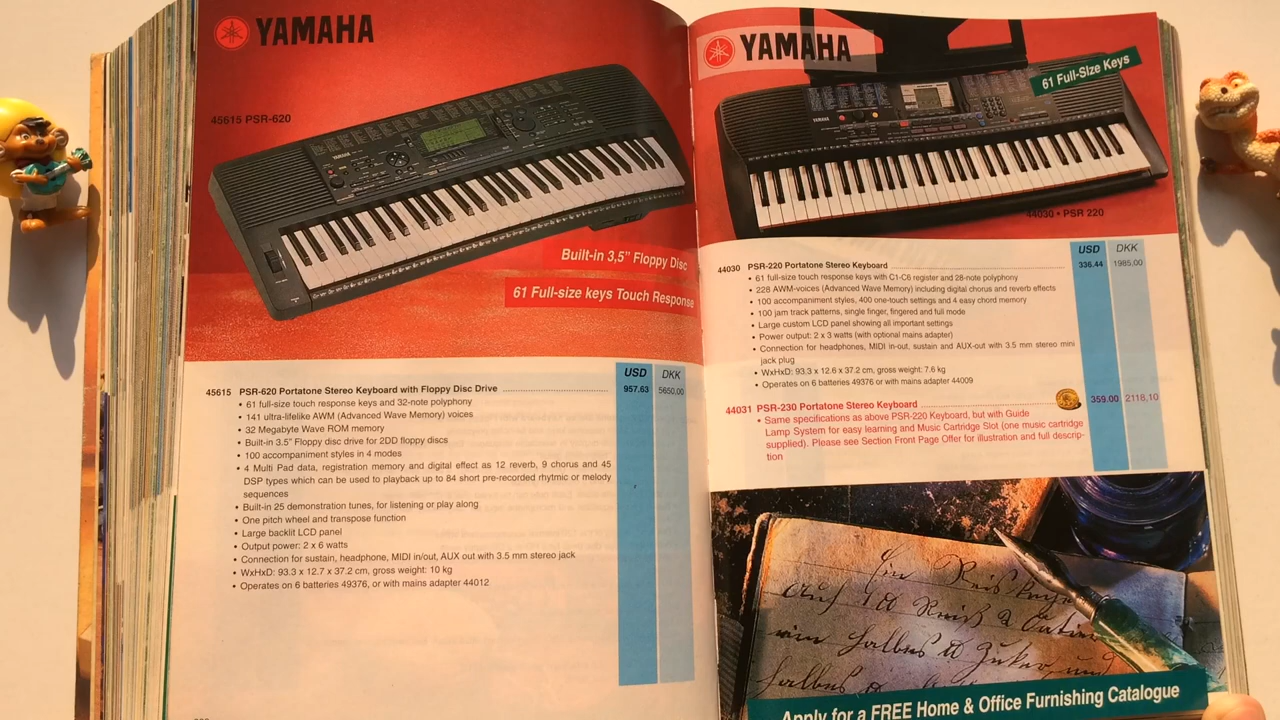 YAMAHA
45615 PSR-620
YAMAHA
Built-in 3,5" Floppy Disc
61 Full-size keys Touch Response
USD DKK
45615 PSR-620 Portatone Stereo Keyboard with Floppy Disc Drive 957.63 5650,00
• 61 full-size touch response keys and 32-note polyphony
• 141 ultra-lifelike AWM (Advanced Wave Memory) voices
• 32 Megabyte Wave ROM memory
• Built-in 3.5" Floppy disc drive for 2DD floppy discs
• 100 accompaniment styles in 4 modes
• 4 Multi Pad data, registration memory and digital effect as 12 reverb, 9 chorus and 45
DSP types which can be used to playback up to 84 short pre-recorded rhytmic or melody
sequences
• Built-in 25 demonstration tunes, for listening or play along
• One pitch wheel and transpose function
• Large backlit LCD panel
• Output power: 2 x 6 watts
• Connection for sustain, headphone, MIDI in/out, AUX out with 3.5 mm stereo jack
• WxHxD: 93.3 x 12.7 x 37.2 cm, gross weight: 10 kg
• Operates on 6 batteries 49376, or with mains adapter 44012
YAMAHA
61 Full-Size Keys
YAMAHA
44030 • PSR 220
USD DKK
44030 PSR-220 Portatone Stereo Keyboard 336.44 1985,00
• 61 full-size touch response keys with C1-C6 register and 28-note polyphony
• 228 AWM-voices (Advanced Wave Memory) including digital chorus and reverb effects
• 100 accompaniment styles, 400 one-touch settings and 4 easy chord memory
• 100 jam track patterns, single finger, fingered and full mode
• Large custom LCD panel showing all important settings
• Power output: 2 x 3 watts (with optional mains adapter)
• Connection for headphones, MIDI in-out, sustain and AUX-out with 3.5 mm stereo mini
jack plug
• WxHxD: 93.3 x 12.6 x 37.2 cm, gross weight: 7.6 kg
• Operates on 6 batteries 49376 or with mains adapter 44009
44031 PSR-230 Portatone Stereo Keyboard 359.00 2118,10
• Same specifications as above PSR-220 Keyboard, but with Guide
Lamp System for easy learning and Music Cartridge Slot (one music cartridge
supplied). Please see Section Front Page Offer for illustration and full descrip-
tion
Apply for a FREE Home & Office Furnishing Catalogue